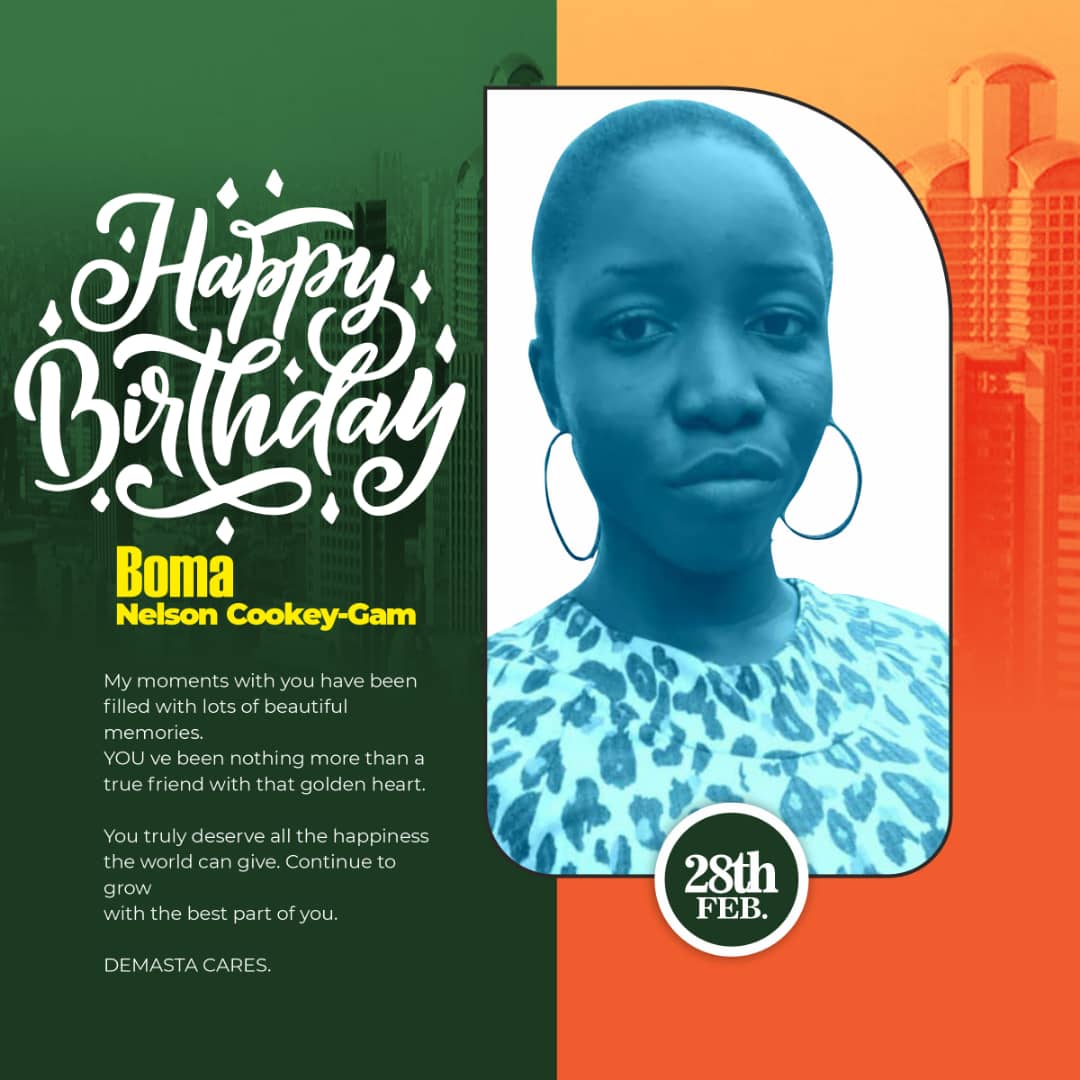 Happy
Birthday
Boma
Nelson Cookey-Gam
My moments with you have been
filled with lots of beautiful
memories.
YOU ve been nothing more than a
true friend with that golden heart.
You truly deserve all the happiness
the world can give. Continue to
grow
with the best part of you.
DEMASTA CARES.
28th
FEB.